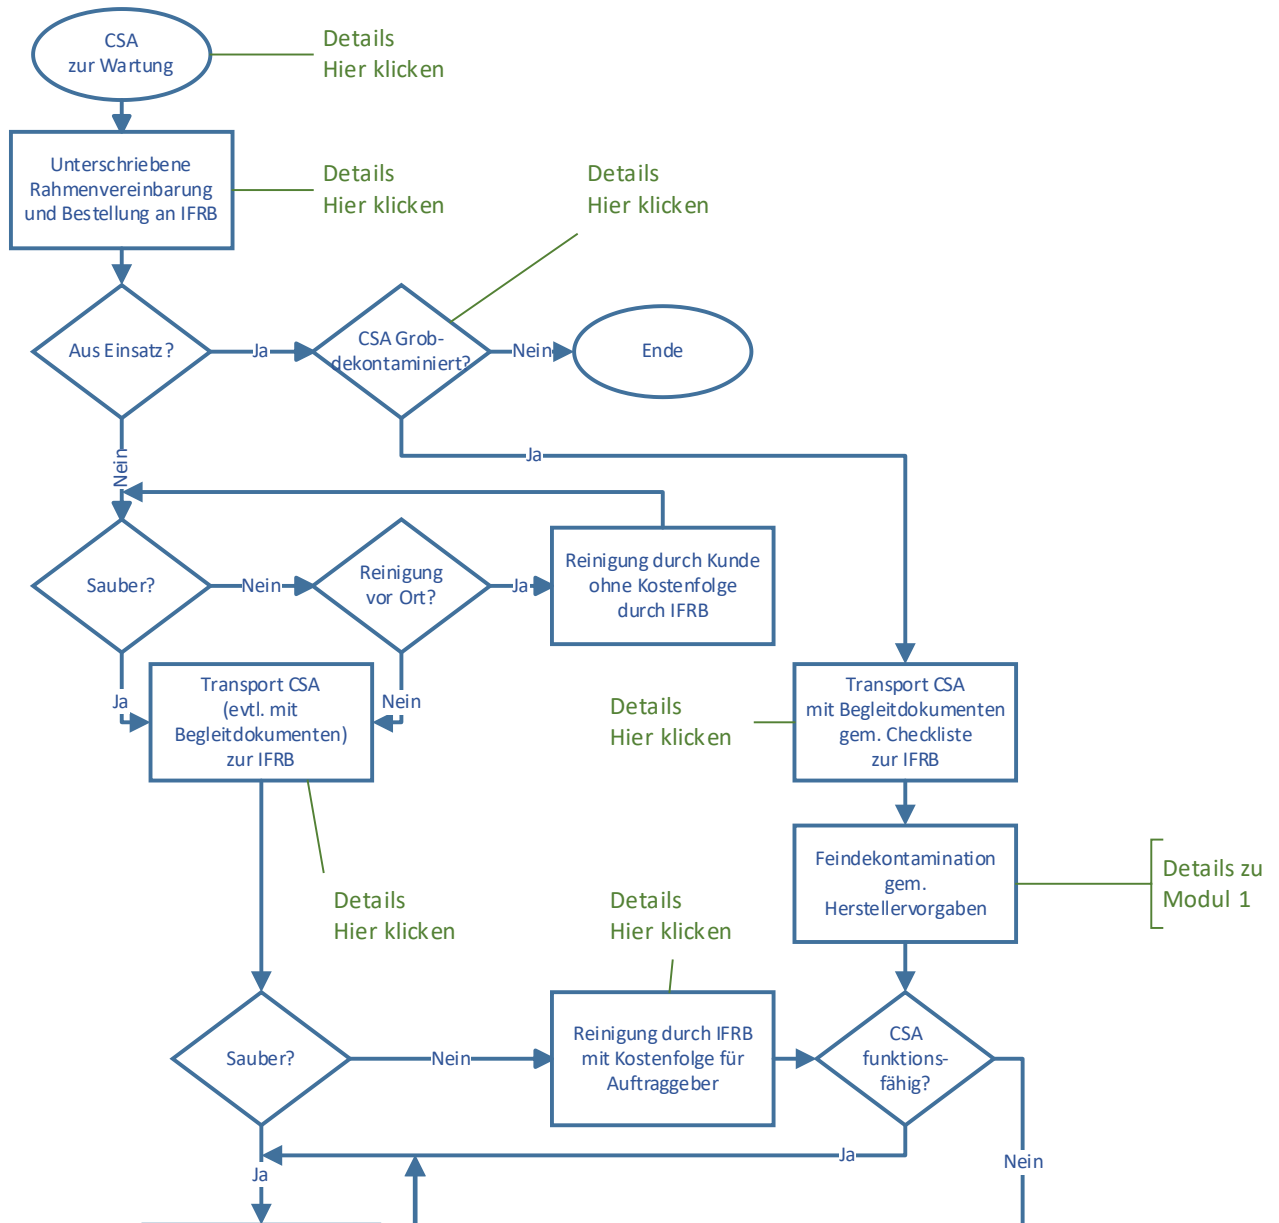 CSA
zur Wartung
Details
Hier klicken
Unterschriebene
Rahmenvereinbarung
und Bestellung an IFRB
Details
Hier klicken
Details
Hier klicken
Aus Einsatz?
Ja
CSA Grob-
dekontaminiert?
Nein
Ende
Nein
Ja
Sauber?
Nein
Reinigung
vor Ort?
Ja
Reinigung durch Kunde
ohne Kostenfolge
durch IFRB
Ja
Transport CSA
(evtl. mit
Begleitdokumenten)
zur IFRB
Nein
Details
Hier klicken
Transport CSA
mit Begleitdokumenten
gem. Checkliste
zur IFRB
Feindekontamination
gem.
Herstellervorgaben
Details zu
Modul 1
Details
Hier klicken
Details
Hier klicken
Sauber?
Nein
Reinigung durch IFRB
mit Kostenfolge für
Auftraggeber
CSA
funktions-
fähig?
Ja
Ja
Nein